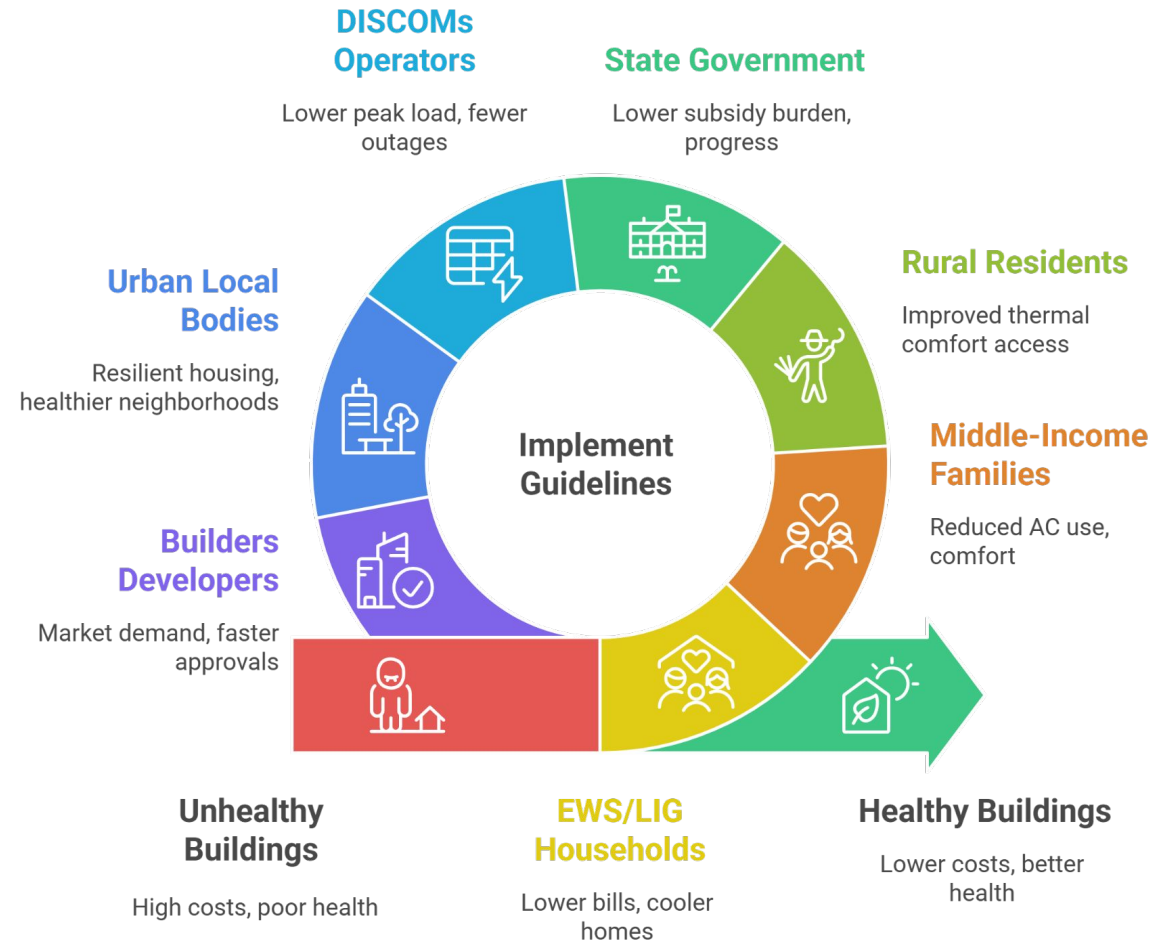 DISCOMs
Operators
Lower peak load, fewer
outages
State Government
Lower subsidy burden,
progress
Urban Local
Bodies
Resilient housing,
healthier neighborhoods
Rural Residents
Improved thermal
comfort access
Implement
Guidelines
Middle-Income
Families
Reduced AC use,
comfort
Builders
Developers
Market demand, faster
approvals
Unhealthy
Buildings
High costs, poor health
EWS/LIG
Households
Lower bills, cooler
homes
Healthy Buildings
Lower costs, better
health